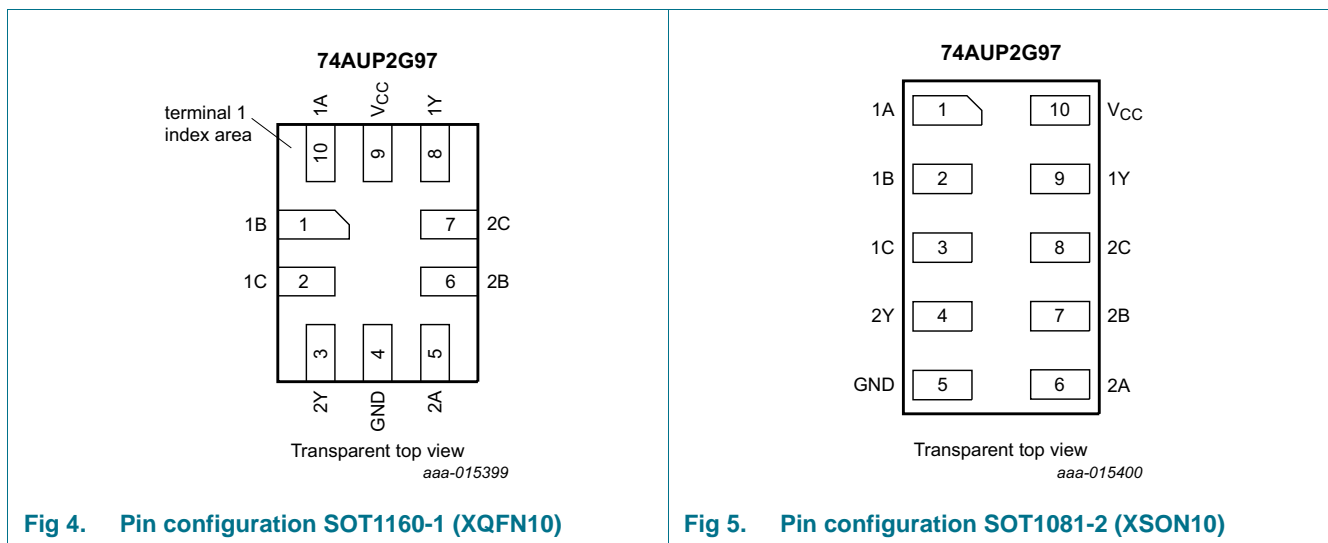 74AUP2G97
terminal 1
index area
1A VCC 1Y
10 9 8
1B 1 7 2C
1C 2 6 2B
3 4 5
2Y GND 2A
Transparent top view
aaa-015399
Fig 4. Pin configuration SOT1160-1 (XQFN10)
74AUP2G97
1A 1 10 VCC
1B 2 9 1Y
1C 3 8 2C
2Y 4 7 2B
GND 5 6 2A
Transparent top view
aaa-015400
Fig 5. Pin configuration SOT1081-2 (XSON10)